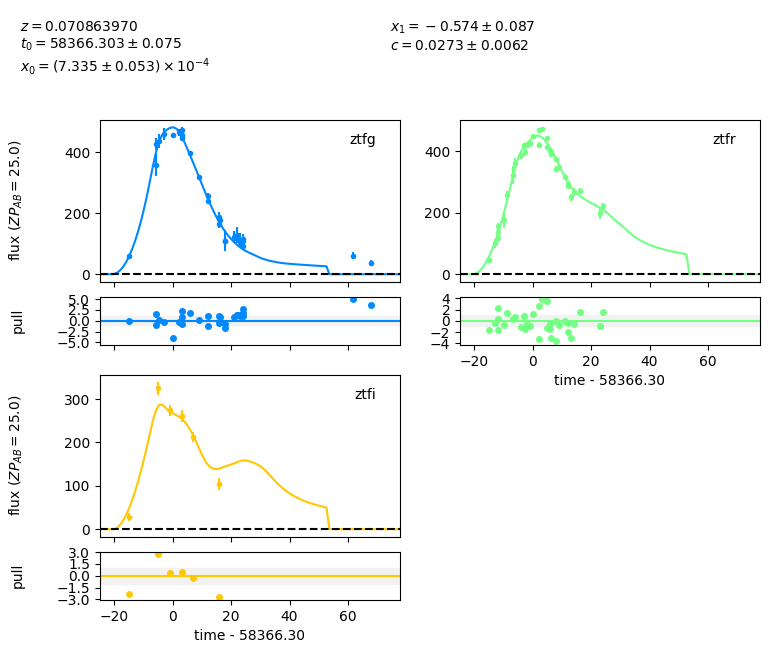 z = 0.070863970
t₀ = 58366.303 ± 0.075
x₀ = (7.335 ± 0.053) × 10⁻⁴
x₁ = −0.574 ± 0.087
c = 0.0273 ± 0.0062
flux (ZP_AB = 25.0)
400
200
0
ztfg
400
200
0
ztfr
pull
5.0
2.5
0.0
−2.5
−5.0
4
2
0
−2
−4
−20 0 20 40 60
time - 58366.30
flux (ZP_AB = 25.0)
300
200
100
0
ztfi
pull
3.0
1.5
0.0
−1.5
−3.0
−20 0 20 40 60
time - 58366.30